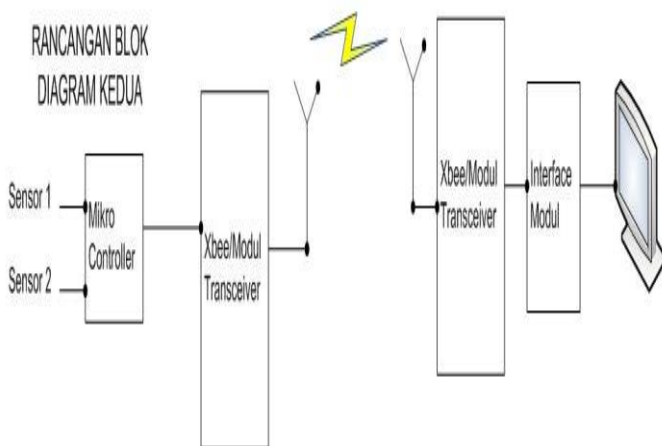 RANCANGAN BLOK
DIAGRAM KEDUA
Sensor 1
Sensor 2
Mikro
Controller
Xbee/Modul
Transceiver
Xbee/Modul
Transceiver
Interface
Modul